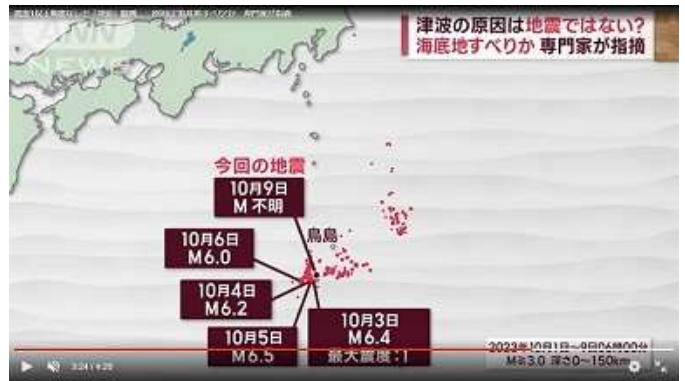 ANN
NEWS
津波の原因は地震ではない?
海底地すべりか 専門家が指摘
今回の地震
10月9日
M 不明
鳥島
10月6日
M6.0
10月4日
M6.2
10月5日
M6.5
10月3日
M6.4
最大震度:1
2023年10月1日~9日06時00分
M≧3.0 深さ0~150km